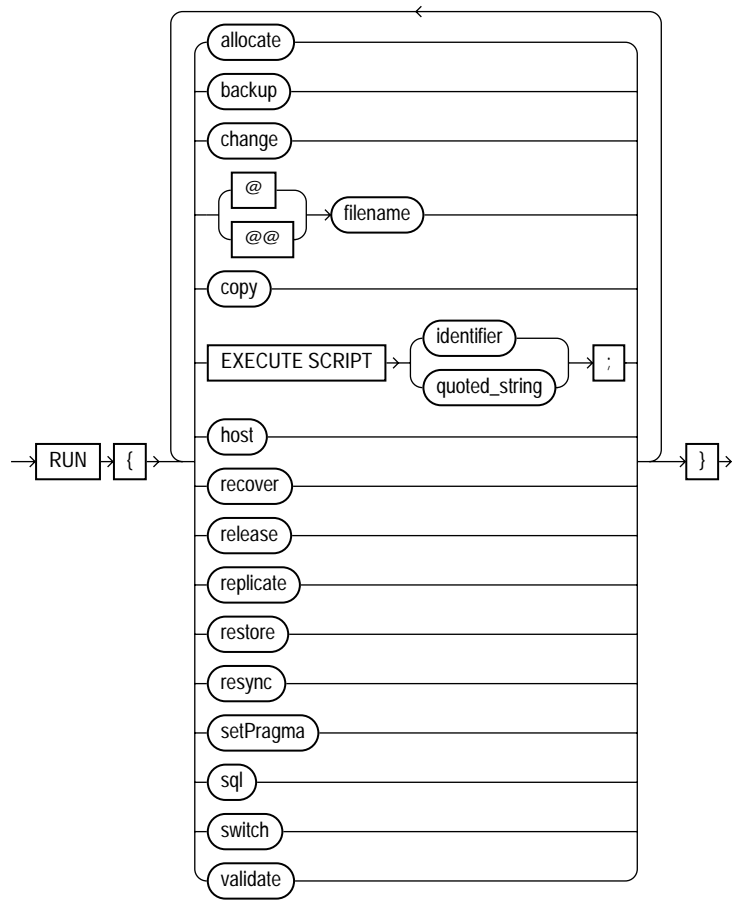 allocate
backup
change
@
filename
@@
copy
identifier
EXECUTE SCRIPT ;
quoted_string
host
RUN { }
recover
release
replicate
restore
resync
setPragma
sql
switch
validate